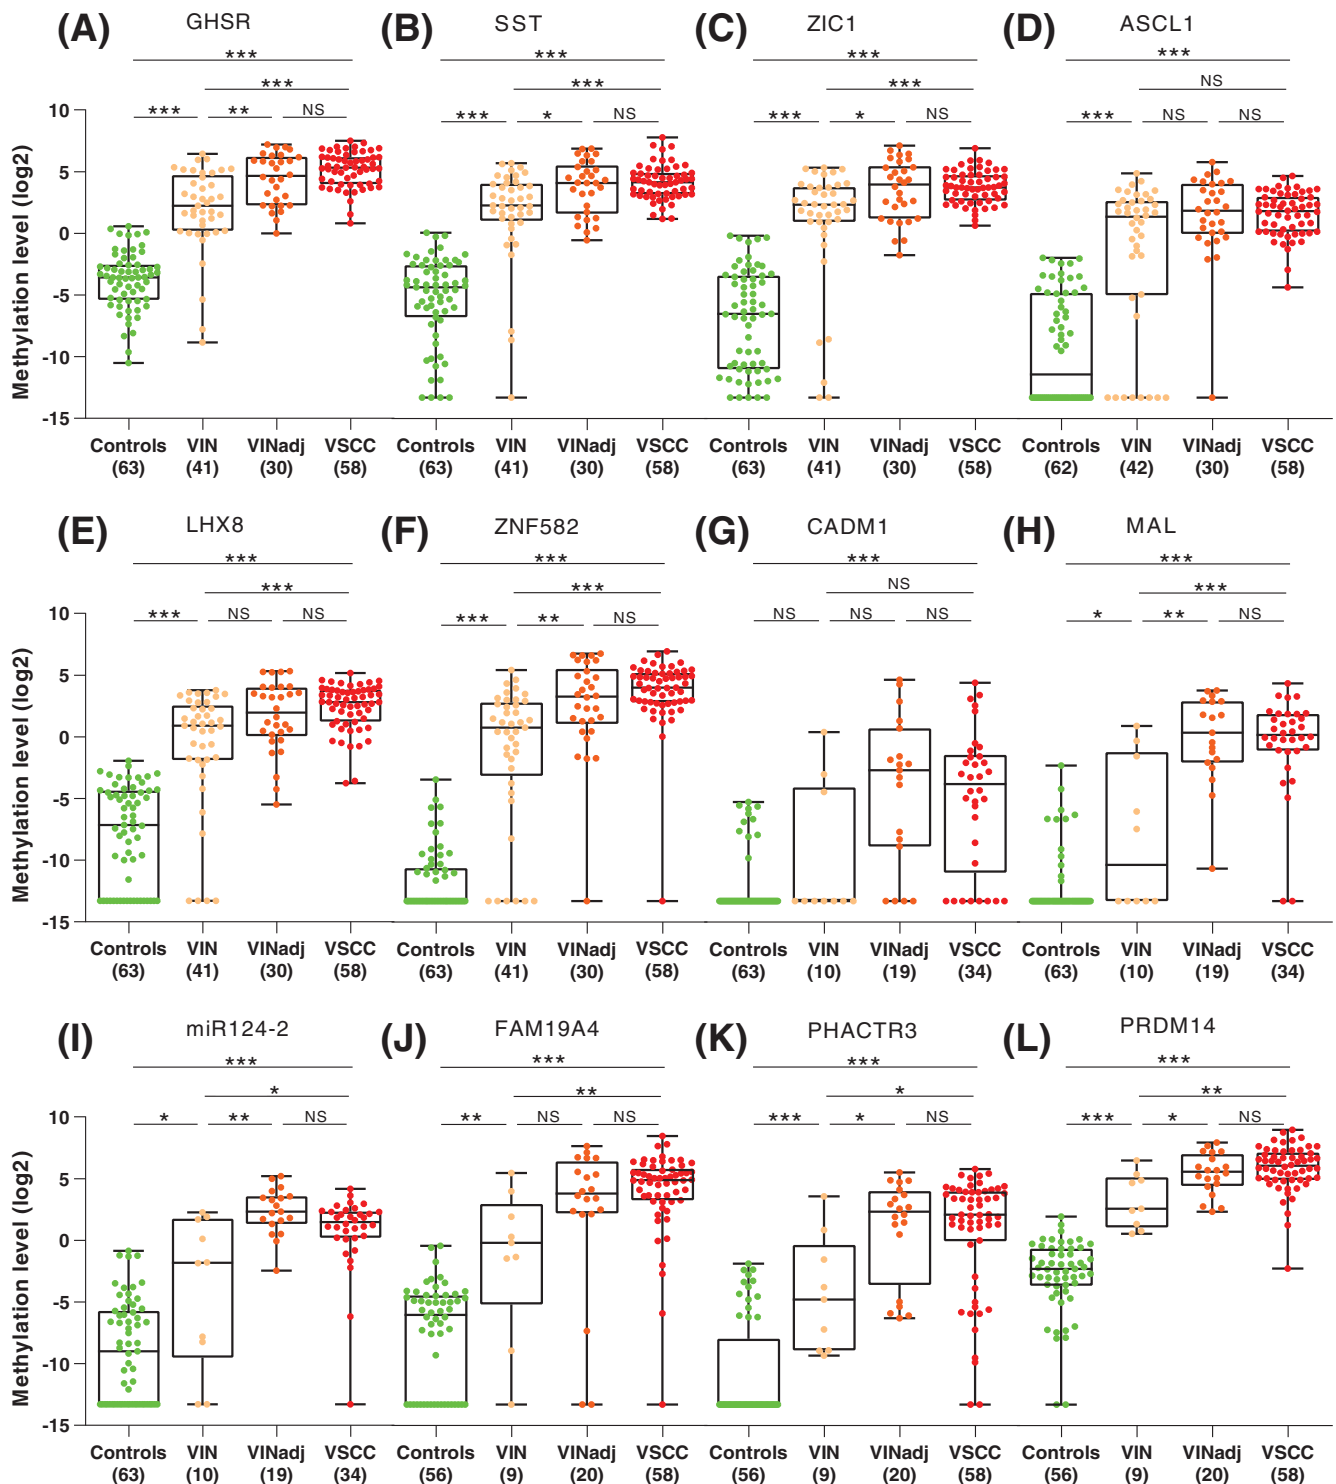 (A) GHSR (B) SST (C) ZIC1 (D) ASCL1
*** *** *** ***
*** *** *** NS
*** ** NS *** * NS *** * NS *** NS NS
Methylation level (log2)
10
5
0
-5
-10
-15
Controls VIN VINadj VSCC Controls VIN VINadj VSCC Controls VIN VINadj VSCC Controls VIN VINadj VSCC
(63) (41) (30) (58) (63) (41) (30) (58) (63) (41) (30) (58) (62) (42) (30) (58)
(E) LHX8 (F) ZNF582 (G) CADM1 (H) MAL
*** *** *** ***
*** *** NS ***
*** NS NS *** ** NS NS NS NS * ** NS
Methylation level (log2)
10
5
0
-5
-10
-15
Controls VIN VINadj VSCC Controls VIN VINadj VSCC Controls VIN VINadj VSCC Controls VIN VINadj VSCC
(63) (41) (30) (58) (63) (41) (30) (58) (63) (10) (19) (34) (63) (10) (19) (34)
(I) miR124-2 (J) FAM19A4 (K) PHACTR3 (L) PRDM14
*** *** *** ***
* ** * **
* ** NS ** NS NS *** * NS *** * NS
Methylation level (log2)
10
5
0
-5
-10
-15
Controls VIN VINadj VSCC Controls VIN VINadj VSCC Controls VIN VINadj VSCC Controls VIN VINadj VSCC
(63) (10) (19) (34) (56) (9) (20) (58) (56) (9) (20) (58) (56) (9) (20) (58)